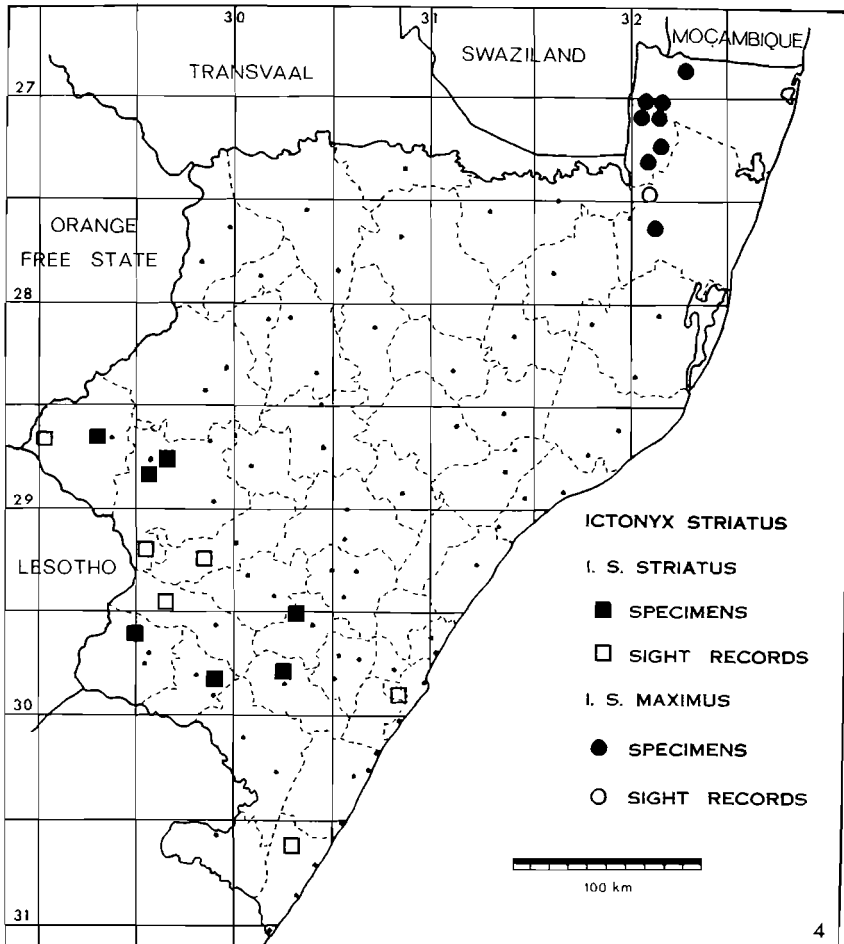 30 31 32
MOÇAMBIQUE
SWAZILAND
TRANSVAAL
27
ORANGE
FREE STATE
28
29
LESOTHO
30
31
ICTONYX STRIATUS
I. S. STRIATUS
SPECIMENS
SIGHT RECORDS
I. S. MAXIMUS
SPECIMENS
SIGHT RECORDS
100 km
4